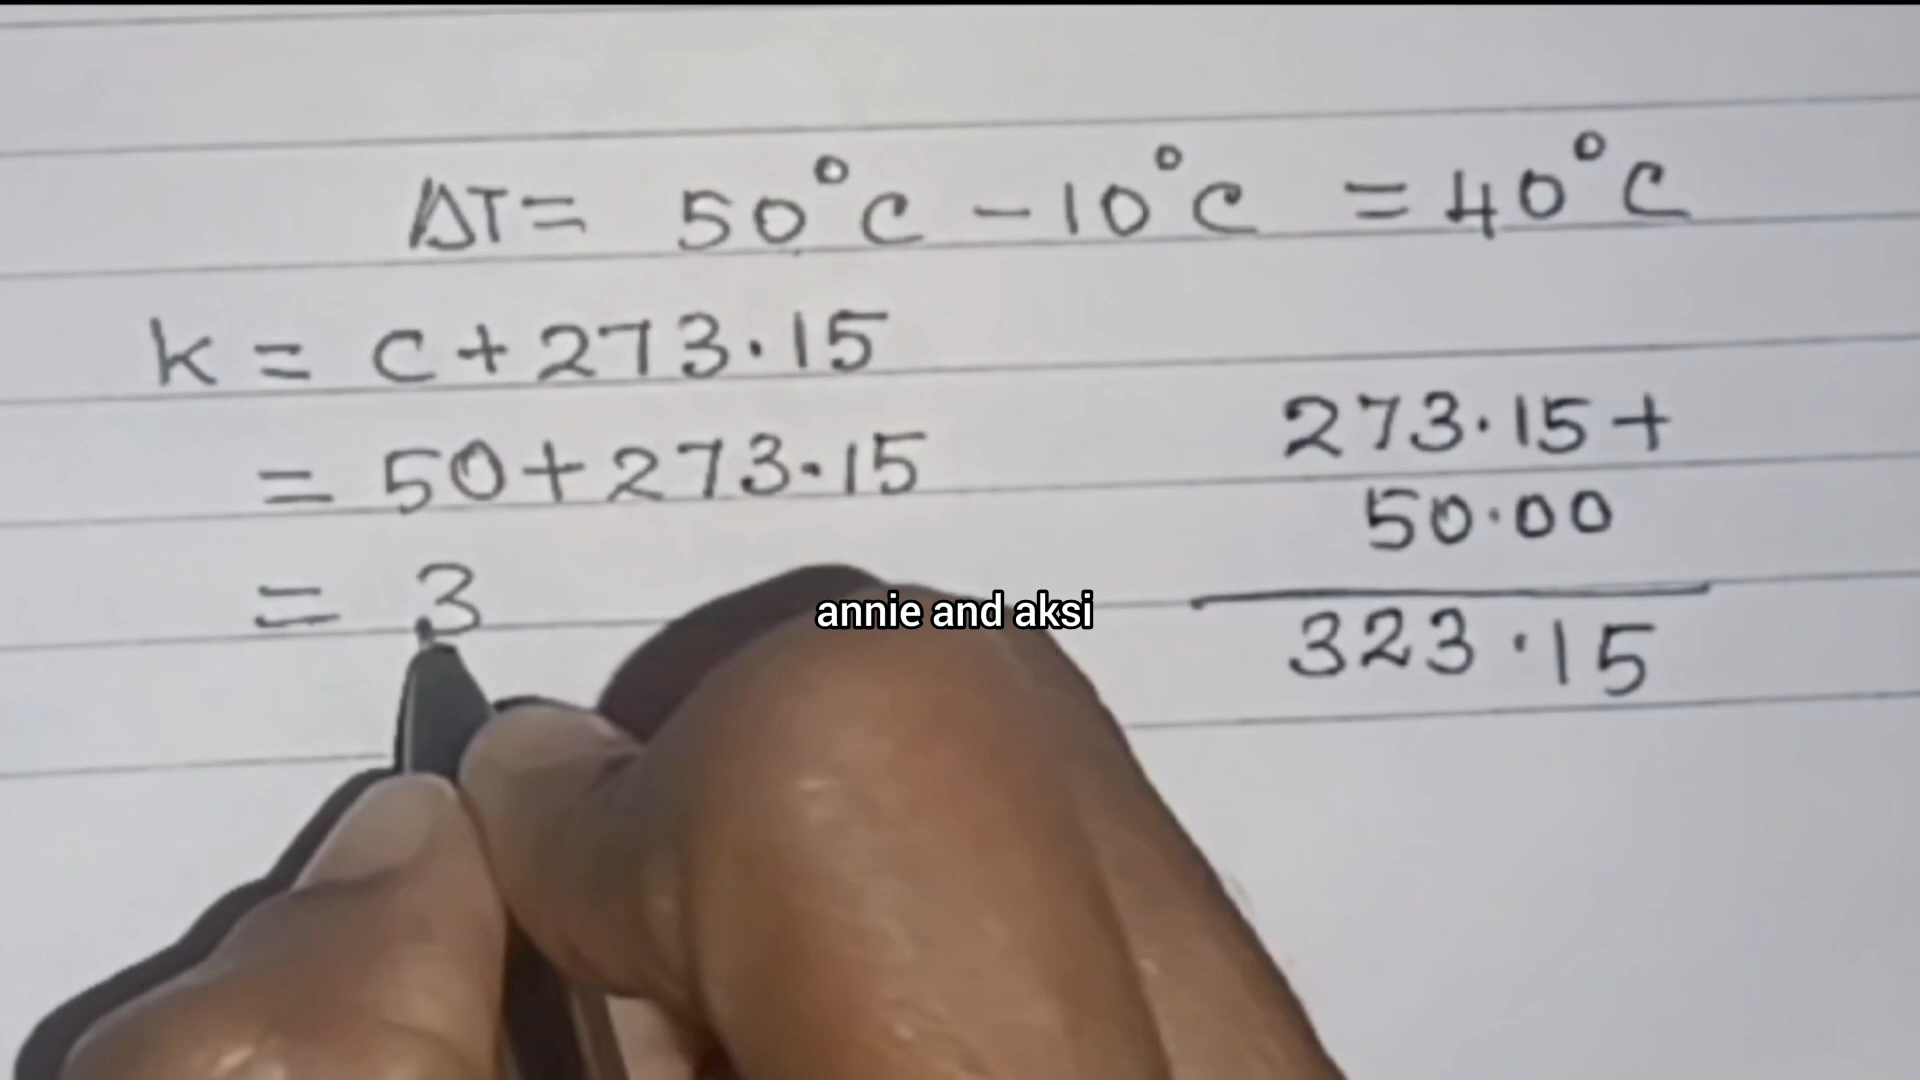 ΔT = 50°C - 10°C = 40°C
k = C + 273.15
= 50 + 273.15
= 3
273.15 +
50.00
323.15
annie and aksi